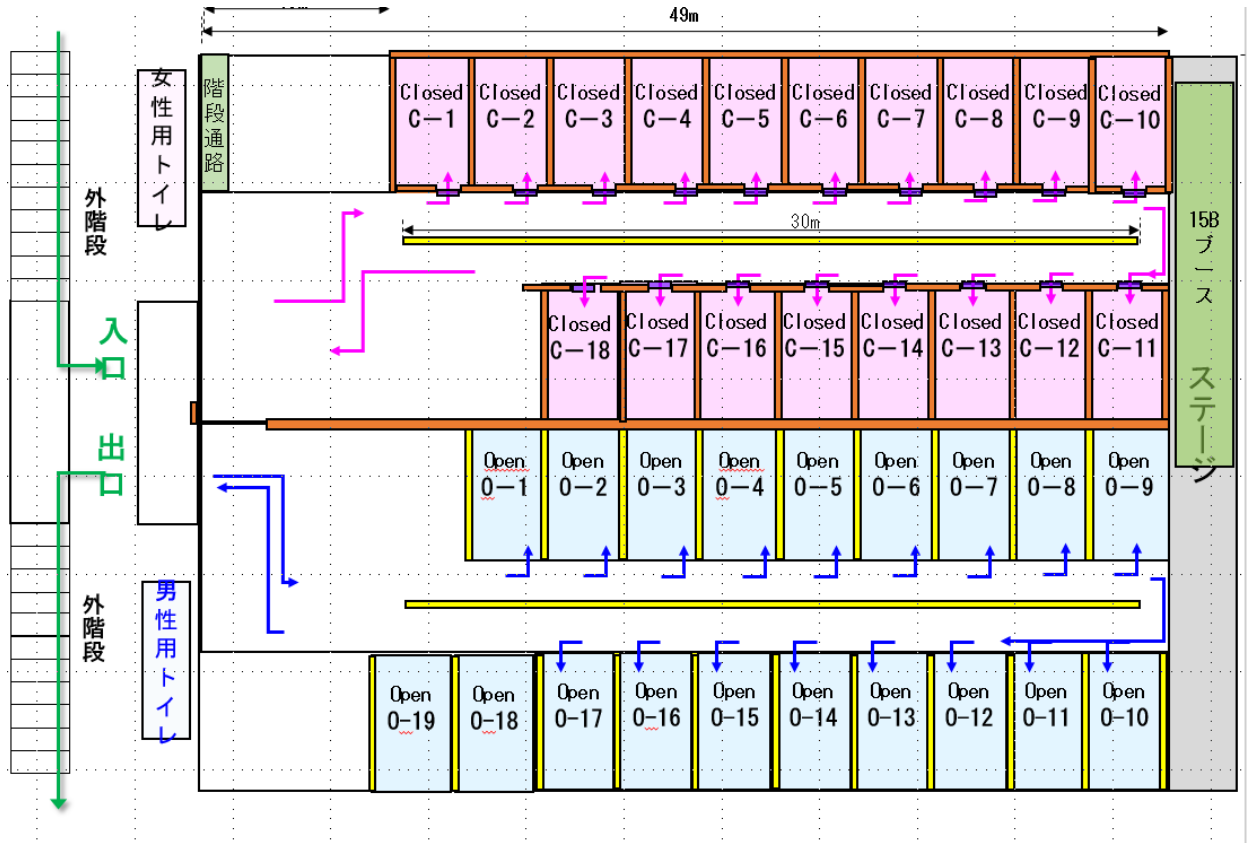 49m
女性用トイレ
階段通路
外階段
Closed
C-1
Closed
C-2
Closed
C-3
Closed
C-4
Closed
C-5
Closed
C-6
Closed
C-7
Closed
C-8
Closed
C-9
Closed
C-10
15B
ブース
ステージ
30m
入口
Closed
C-18
Closed
C-17
Closed
C-16
Closed
C-15
Closed
C-14
Closed
C-13
Closed
C-12
Closed
C-11
出口
Open
O-1
Open
O-2
Open
O-3
Open
O-4
Open
O-5
Open
O-6
Open
O-7
Open
O-8
Open
O-9
外階段
男性用トイレ
Open
O-19
Open
O-18
Open
O-17
Open
O-16
Open
O-15
Open
O-14
Open
O-13
Open
O-12
Open
O-11
Open
O-10